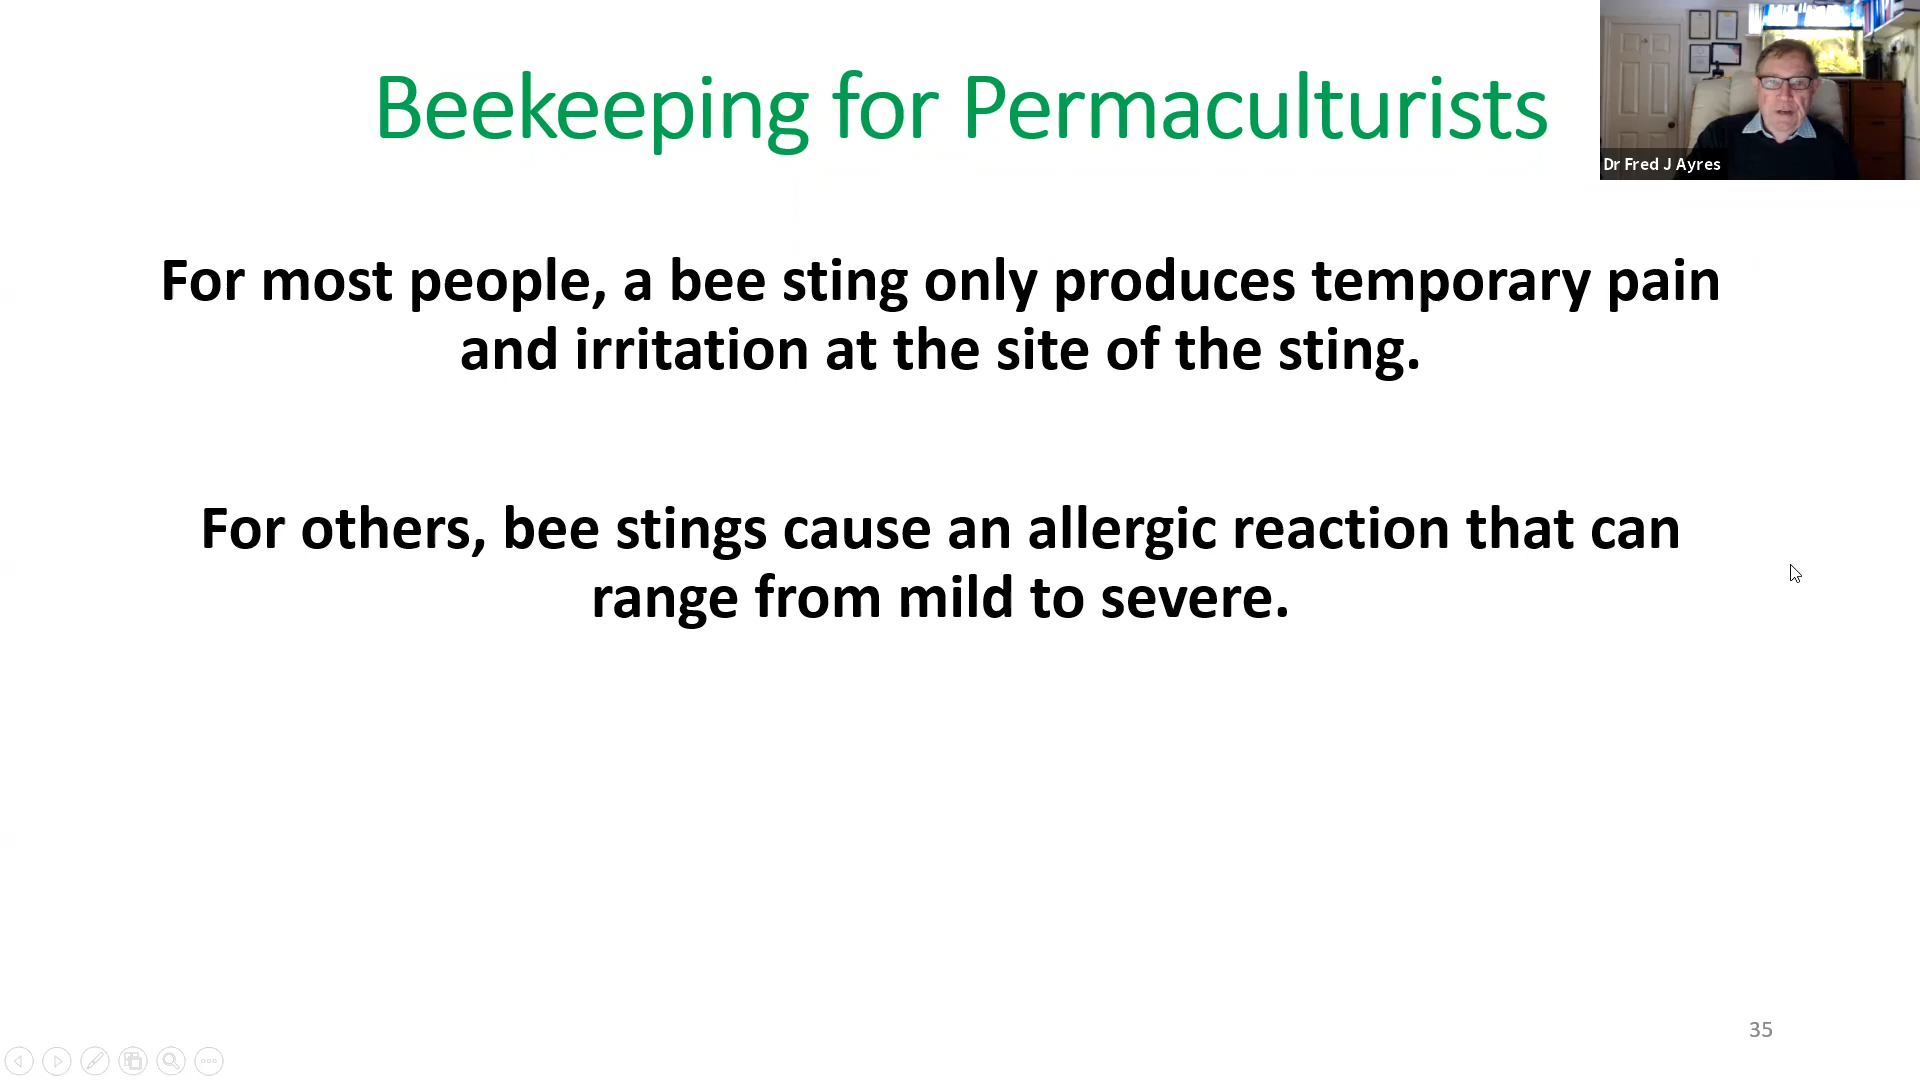 Beekeeping for Permaculturists
Dr Fred J Ayres
For most people, a bee sting only produces temporary pain
and irritation at the site of the sting.
For others, bee stings cause an allergic reaction that can
range from mild to severe.
35